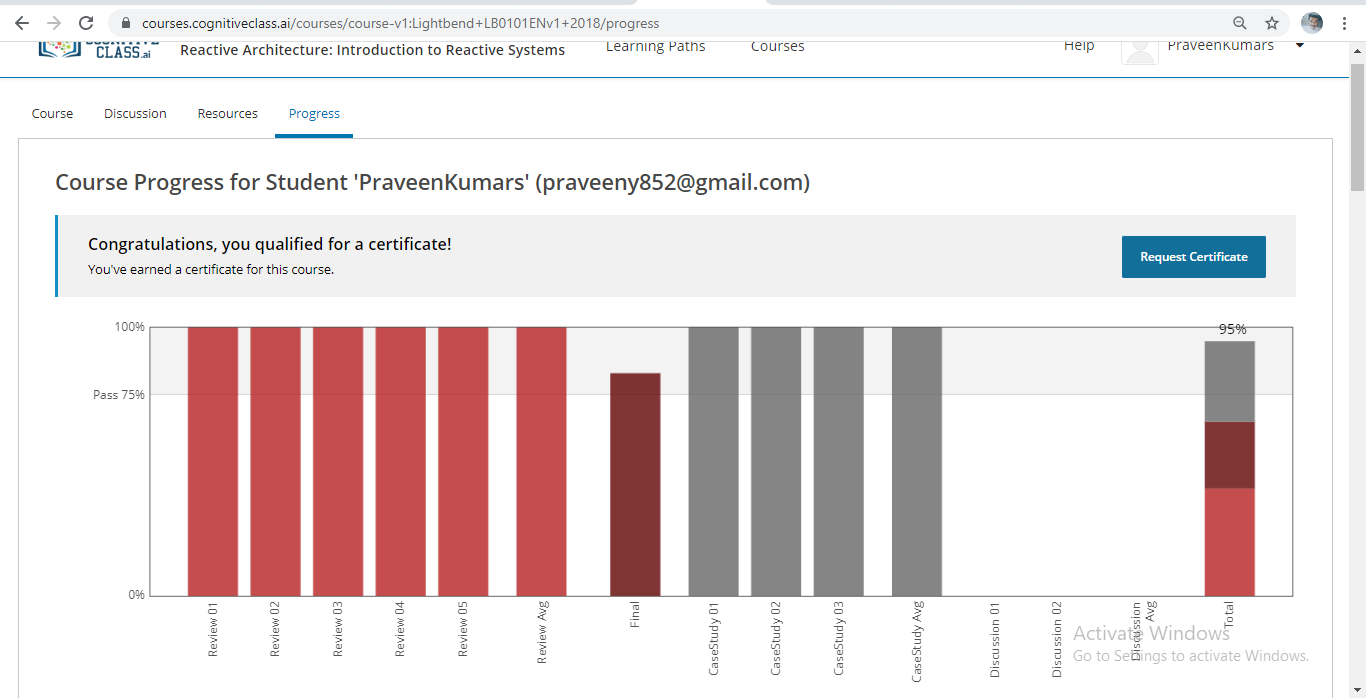 courses.cognitiveclass.ai/courses/course-v1:Lightbend+LB0101ENv1+2018/progress
COGNITIVE
CLASS.ai
Reactive Architecture: Introduction to Reactive Systems
Learning Paths
Courses
Help
PraveenKumars
Course
Discussion
Resources
Progress
Course Progress for Student 'PraveenKumars' (praveeny852@gmail.com)
Congratulations, you qualified for a certificate!
You've earned a certificate for this course.
Request Certificate
100%
Pass 75%
0%
95%
Review 01
Review 02
Review 03
Review 04
Review 05
Review Avg
Final
CaseStudy 01
CaseStudy 02
CaseStudy 03
CaseStudy Avg
Discussion 01
Discussion 02
Discussion
Avg
Total
Activate Windows
Go to Settings to activate Windows.